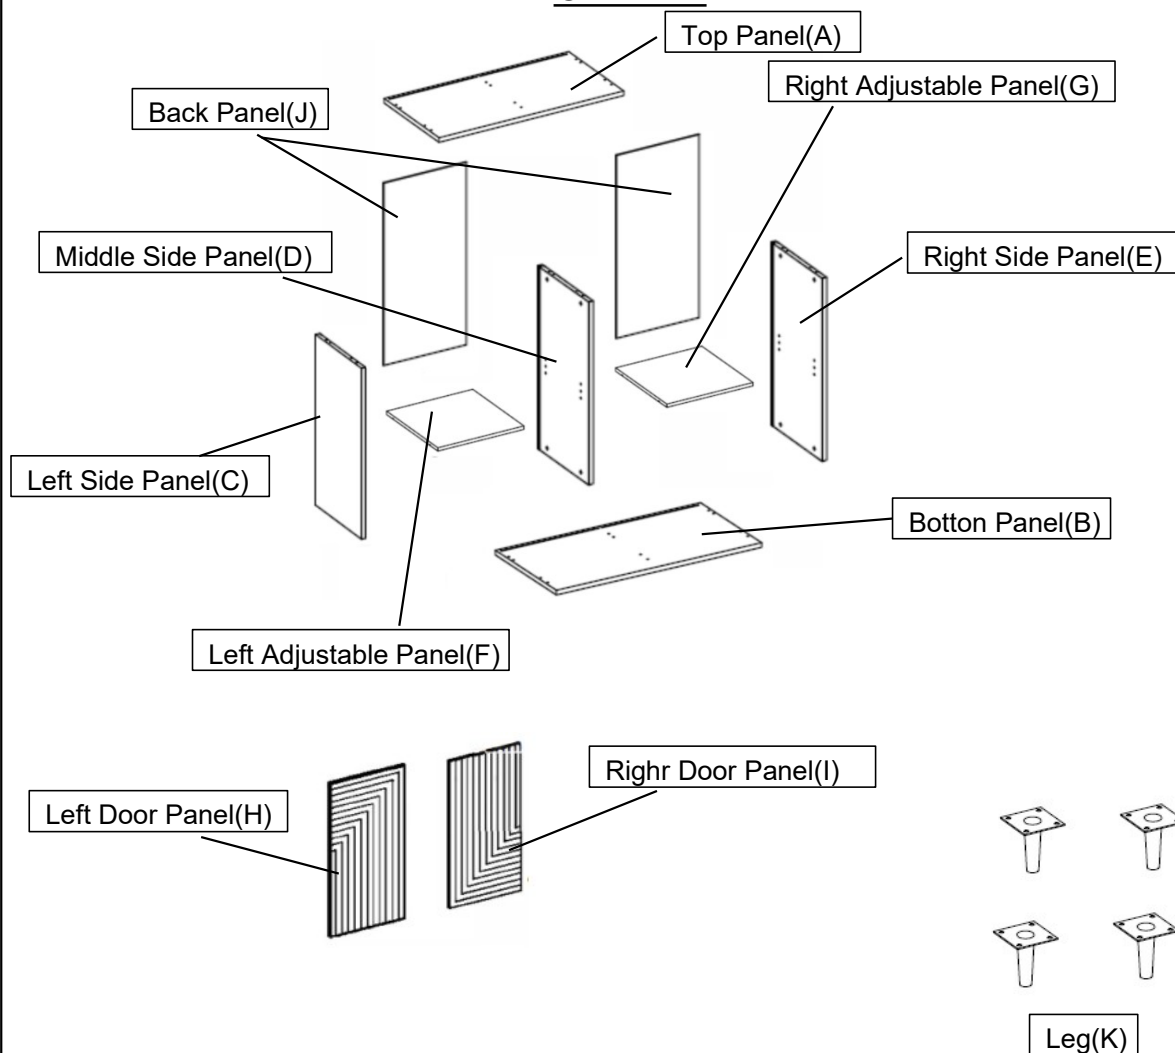 Top Panel(A)
Right Adjustable Panel(G)
Back Panel(J)
Middle Side Panel(D)
Right Side Panel(E)
Left Side Panel(C)
Botton Panel(B)
Left Adjustable Panel(F)
Righr Door Panel(I)
Left Door Panel(H)
Leg(K)